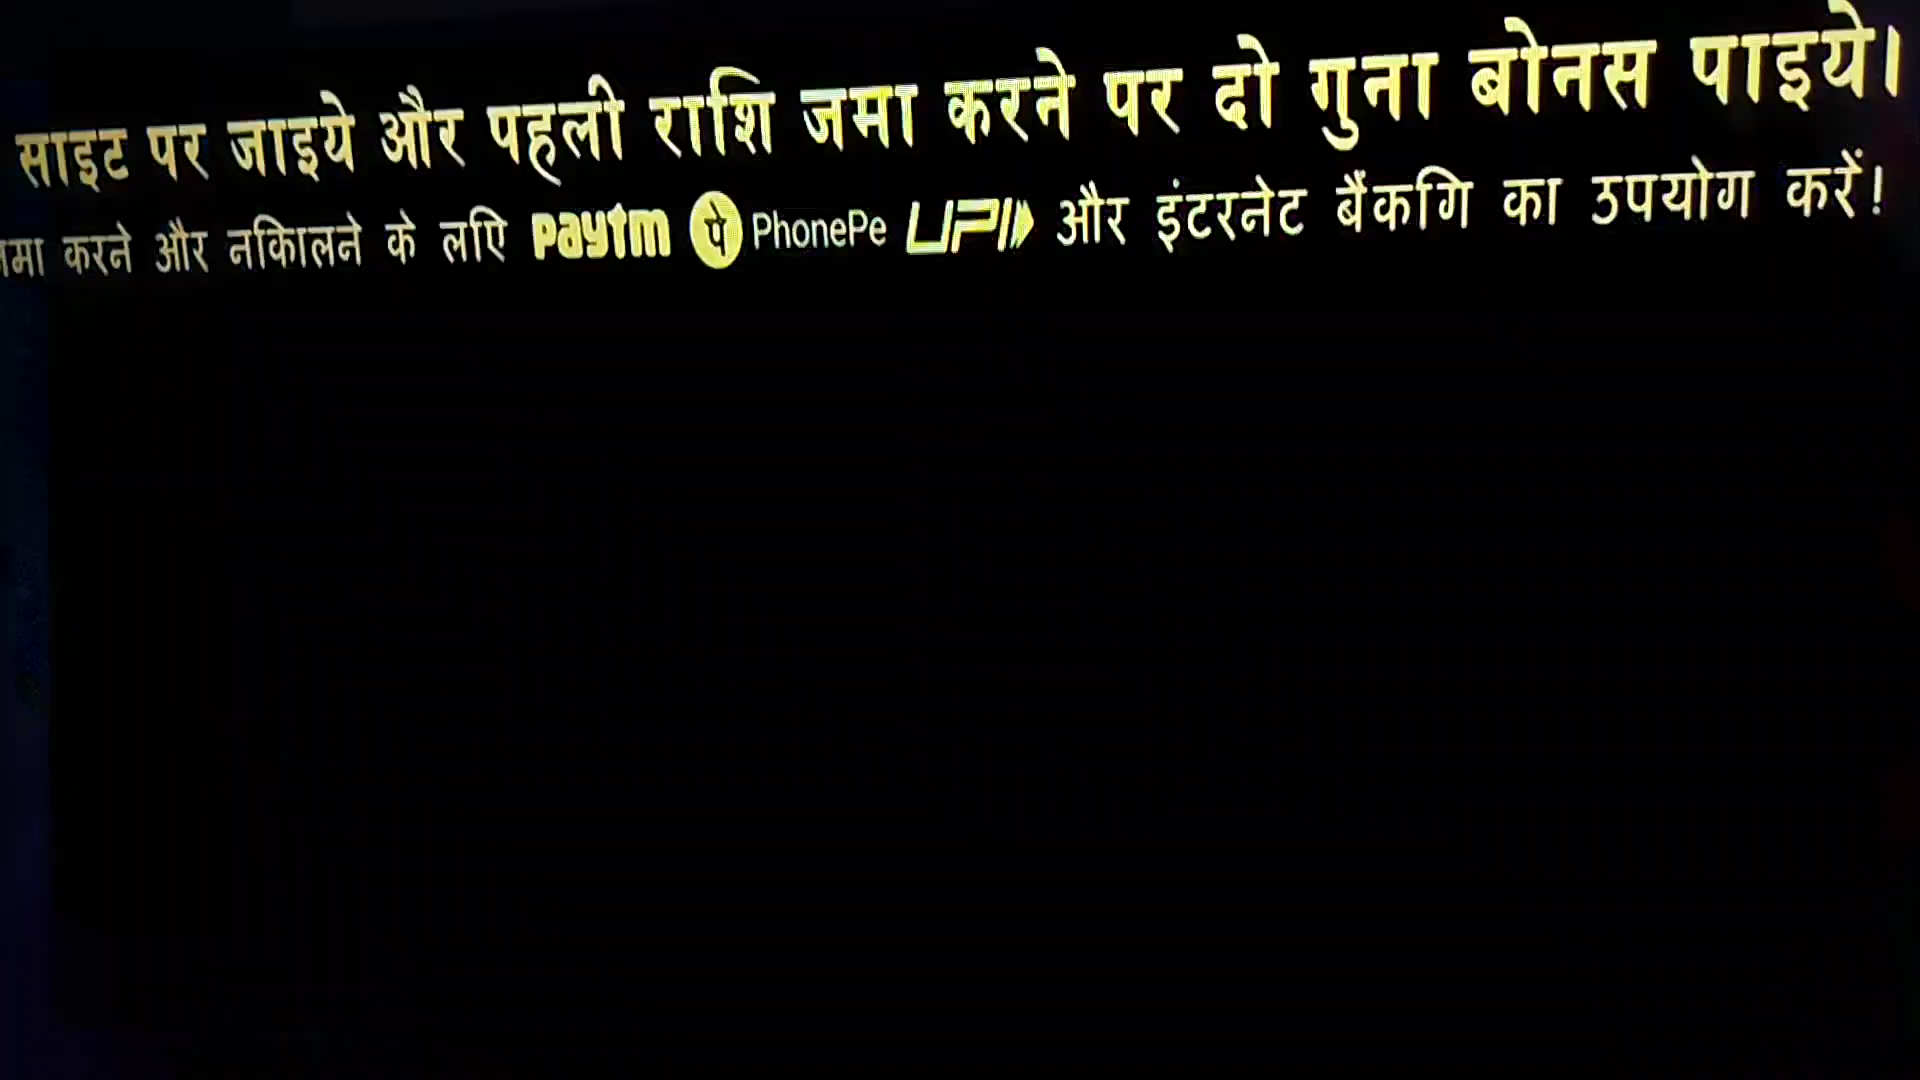 साइट पर जाइये और पहली राशि जमा करने पर दो गुना बोनस पाइये।
करने और नकिालने के लएि paytm पे PhonePe UPI और इंटरनेट बैंकगि का उपयोग करें!